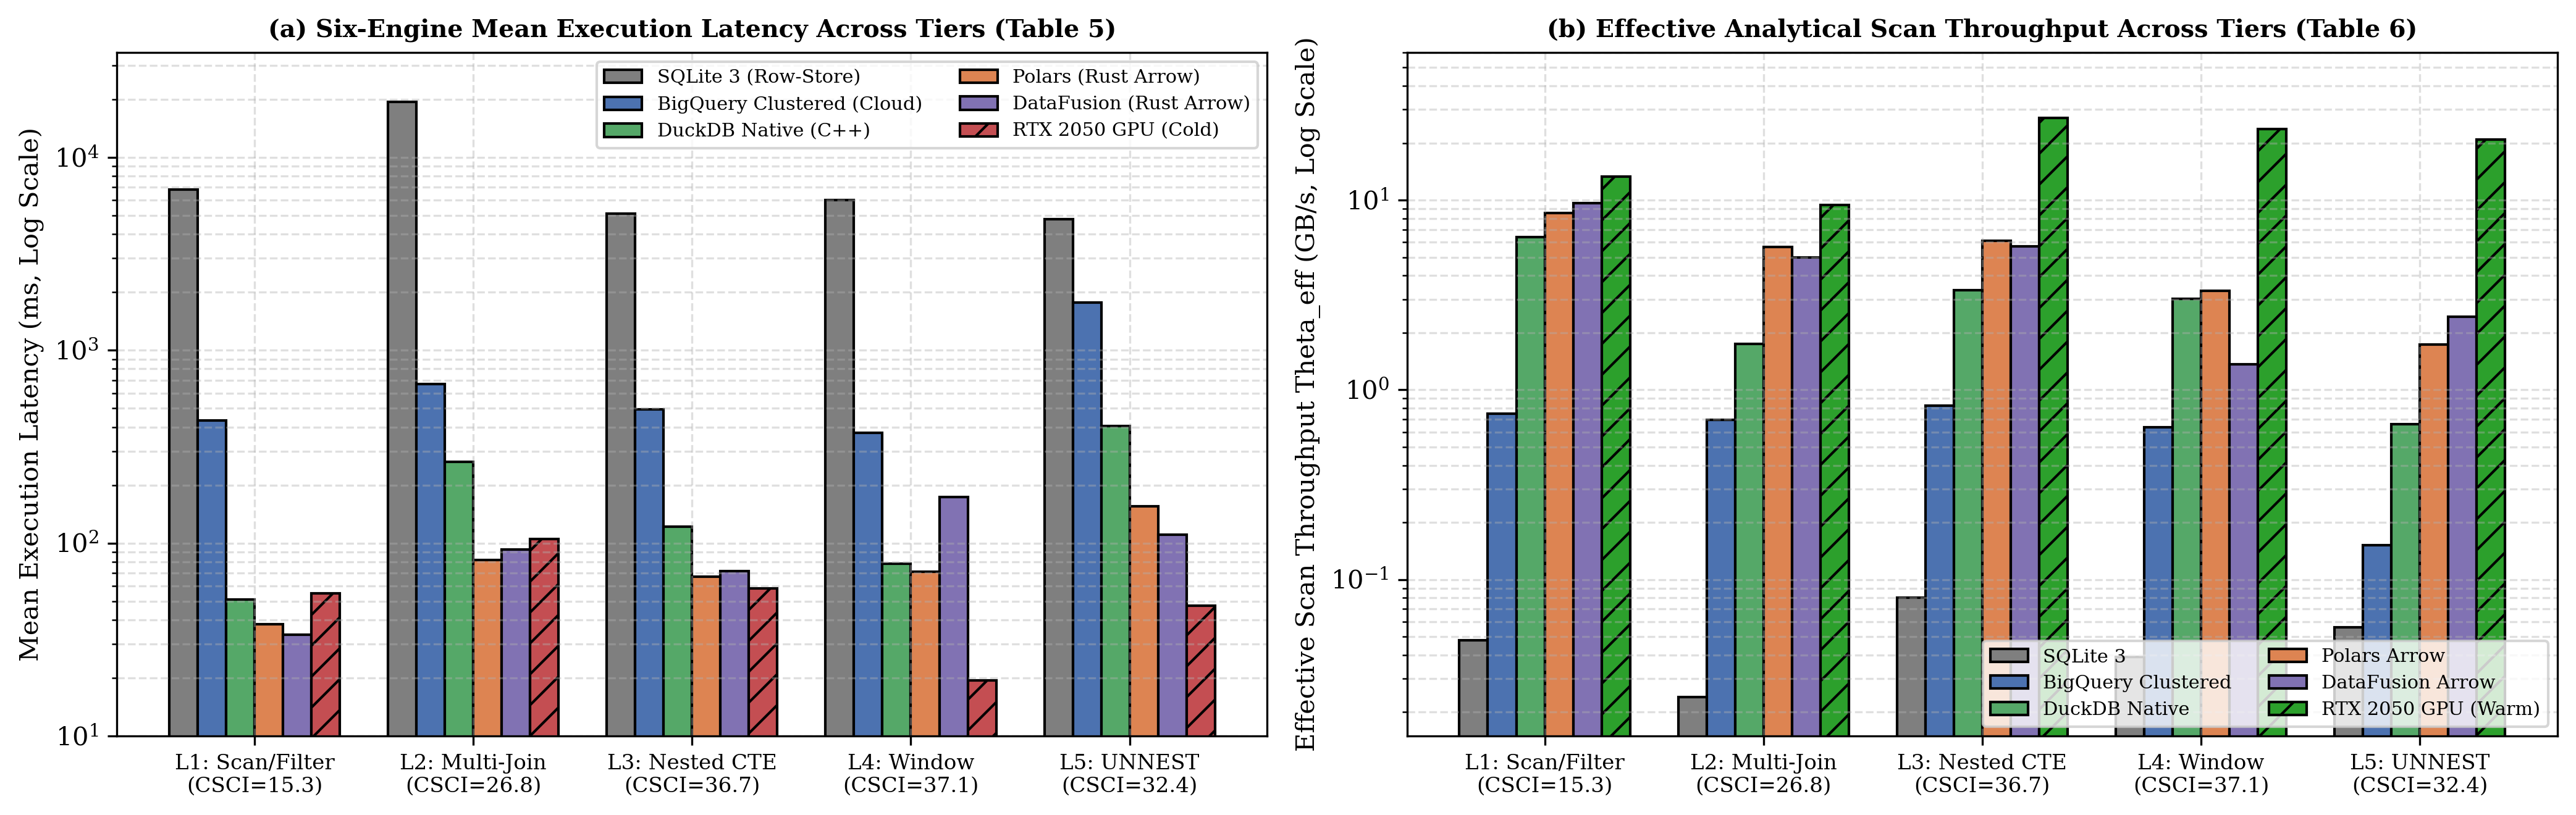 (a) Six-Engine Mean Execution Latency Across Tiers (Table 5)
Mean Execution Latency (ms, Log Scale)
10^4
10^3
10^2
10^1
SQLite 3 (Row-Store)
BigQuery Clustered (Cloud)
DuckDB Native (C++)
Polars (Rust Arrow)
DataFusion (Rust Arrow)
RTX 2050 GPU (Cold)
L1: Scan/Filter
(CSCI=15.3)
L2: Multi-Join
(CSCI=26.8)
L3: Nested CTE
(CSCI=36.7)
L4: Window
(CSCI=37.1)
L5: UNNEST
(CSCI=32.4)
(b) Effective Analytical Scan Throughput Across Tiers (Table 6)
Effective Scan Throughput Theta_eff (GB/s, Log Scale)
10^1
10^0
10^−1
SQLite 3
BigQuery Clustered
DuckDB Native
Polars Arrow
DataFusion Arrow
RTX 2050 GPU (Warm)
L1: Scan/Filter
(CSCI=15.3)
L2: Multi-Join
(CSCI=26.8)
L3: Nested CTE
(CSCI=36.7)
L4: Window
(CSCI=37.1)
L5: UNNEST
(CSCI=32.4)